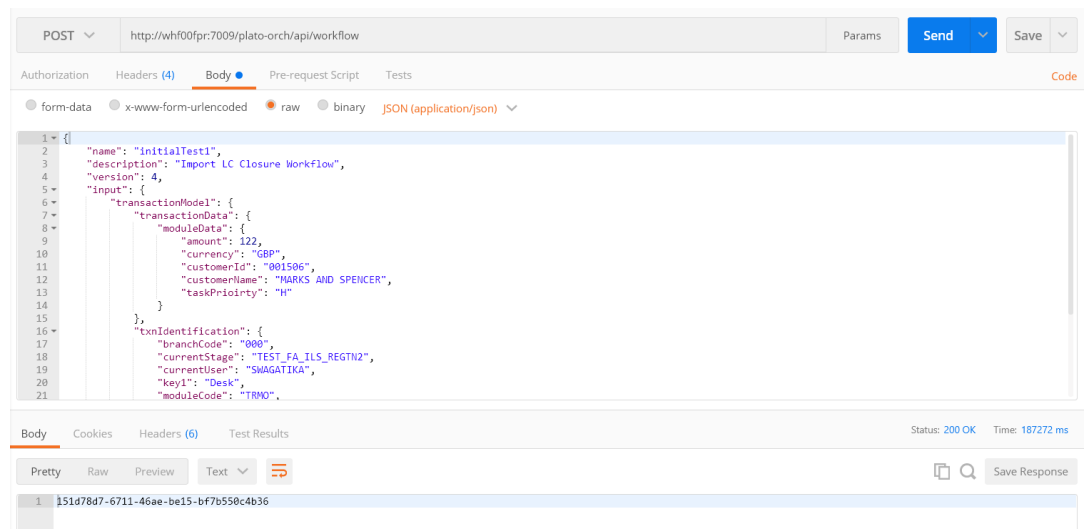 POST http://whf00fpr:7009/plato-orch/api/workflow Params Send Save
Authorization Headers (4) Body Pre-request Script Tests Code
form-data x-www-form-urlencoded raw binary JSON (application/json)
1 {
2 "name": "initialTest1",
3 "description": "Import LC Closure Workflow",
4 "version": 4,
5 "input": {
6 "transactionModel": {
7 "transactionData": {
8 "moduleData": {
9 "amount": 122,
10 "currency": "GBP",
11 "customerId": "001506",
12 "customerName": "MARKS AND SPENCER",
13 "taskPrioirty": "H"
14 }
15 },
16 "txnIdentification": {
17 "branchCode": "000",
18 "currentStage": "TEST_FA_ILS_REGTN2",
19 "currentUser": "SWAGATIKA",
20 "key1": "Desk",
21 "moduleCode": "TRMO",
Body Cookies Headers (6) Test Results Status: 200 OK Time: 187272 ms
Pretty Raw Preview Text Save Response
1 151d78d7-6711-46ae-be15-bf7b550c4b36